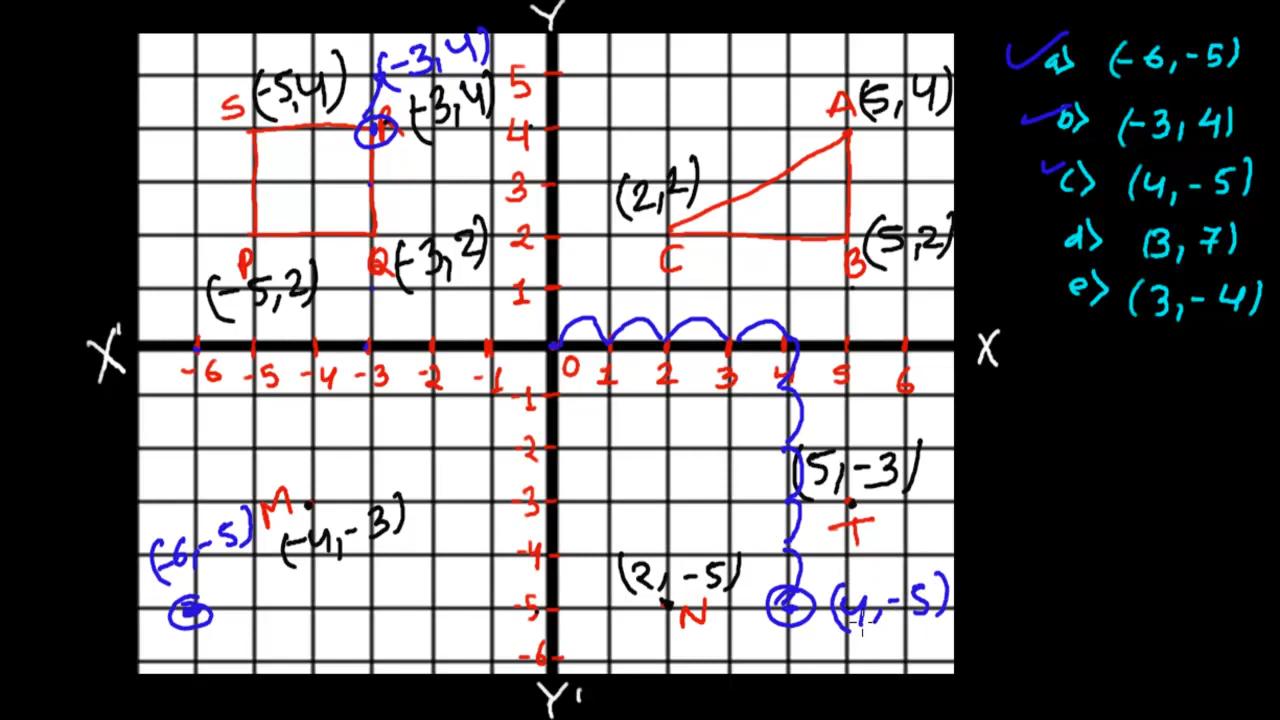 Y
(-3,4)
a) (-6,-5)
S (-5,4)
5
A (5,4)
R (-3,4)
4
b) (-3,4)
3
(2,2)
c) (4,-5)
2
P
Q (-3,2)
C
B (5,2)
d) (3,7)
(-5,2)
1
e) (3,-4)
X'
X
-6 -5 -4 -3 -2 -1 0 1 2 3 4 5 6
-1
-2
(5,-3)
M
-3
T
(-4,-3)
(-6,-5)
-4
(2,-5)
-5
N
(4,-5)
-6
Y'